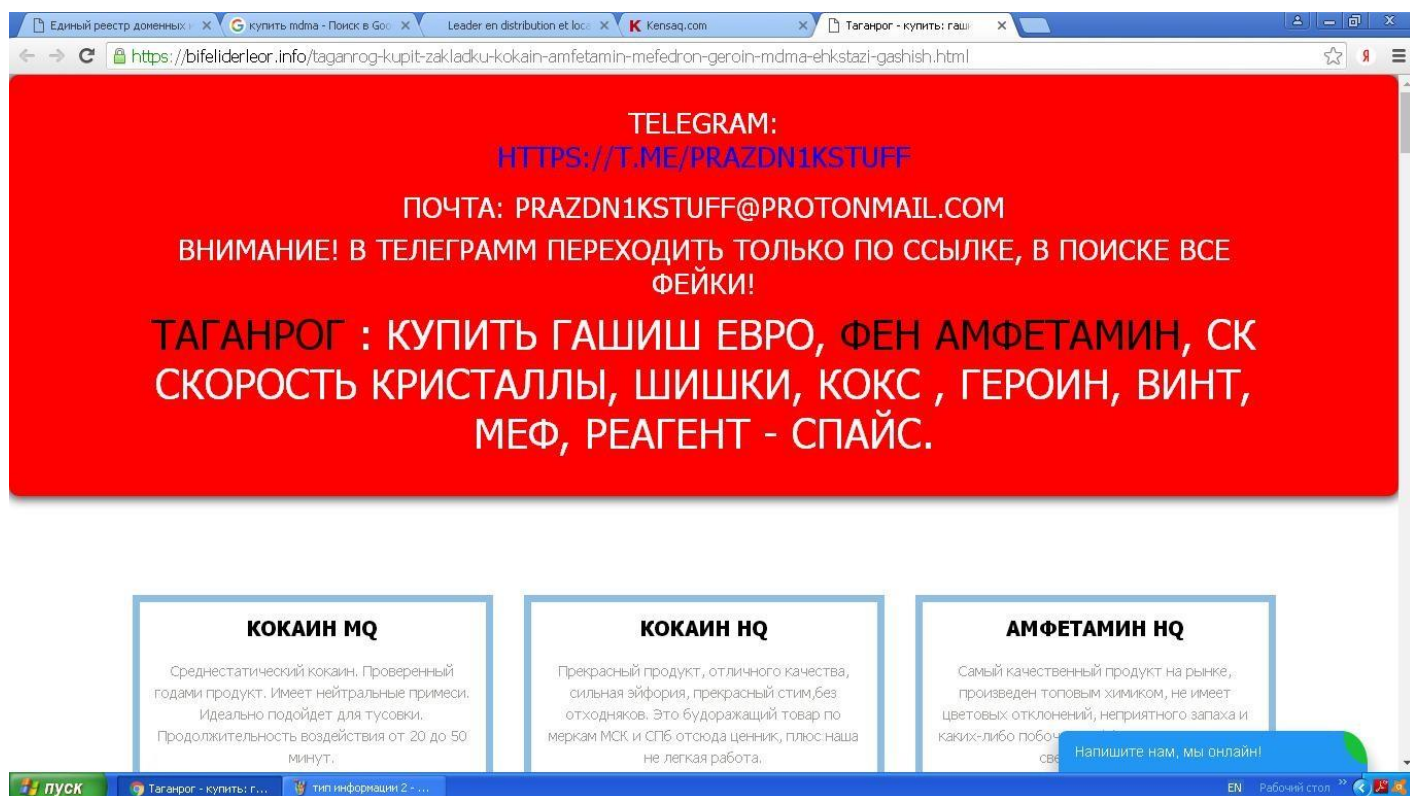 Единый реестр доменных и
купить mdma - Поиск в Goo
Leader en distribution et loca
Kensaq.com
Таганрог - купить: гаши
https://bifeliderleor.info/taganrog-kupit-zakladku-kokain-amfetamin-mefedron-geroin-mdma-ehkstazi-gashish.html
TELEGRAM:
HTTPS://T.ME/PRAZDN1KSTUFF
ПОЧТА: PRAZDN1KSTUFF@PROTONMAIL.COM
ВНИМАНИЕ! В ТЕЛЕГРАММ ПЕРЕХОДИТЬ ТОЛЬКО ПО ССЫЛКЕ, В ПОИСКЕ ВСЕ
ФЕЙКИ!
ТАГАНРОГ : КУПИТЬ ГАШИШ ЕВРО, ФЕН АМФЕТАМИН, СК
СКОРОСТЬ КРИСТАЛЛЫ, ШИШКИ, КОКС , ГЕРОИН, ВИНТ,
МЕФ, РЕАГЕНТ - СПАЙС.
КОКАИН MQ
Среднестатический кокаин. Проверенный
годами продукт. Имеет нейтральные примеси.
Идеально подойдет для тусовки.
Продолжительность воздействия от 20 до 50
минут.
КОКАИН HQ
Прекрасный продукт, отличного качества,
сильная эйфория, прекрасный стим,без
отходняков. Это будоражащий товар по
меркам МСК и СПБ отсюда ценник, плюс наша
не легкая работа.
АМФЕТАМИН HQ
Самый качественный продукт на рынке,
произведен топовым химиком, не имеет
цветовых отклонений, неприятного запаха и
каких-либо побоч
све
Напишите нам, мы онлайн!
пуск
Таганрог - купить: г...
тип информации 2 - ...
EN
Рабочий стол